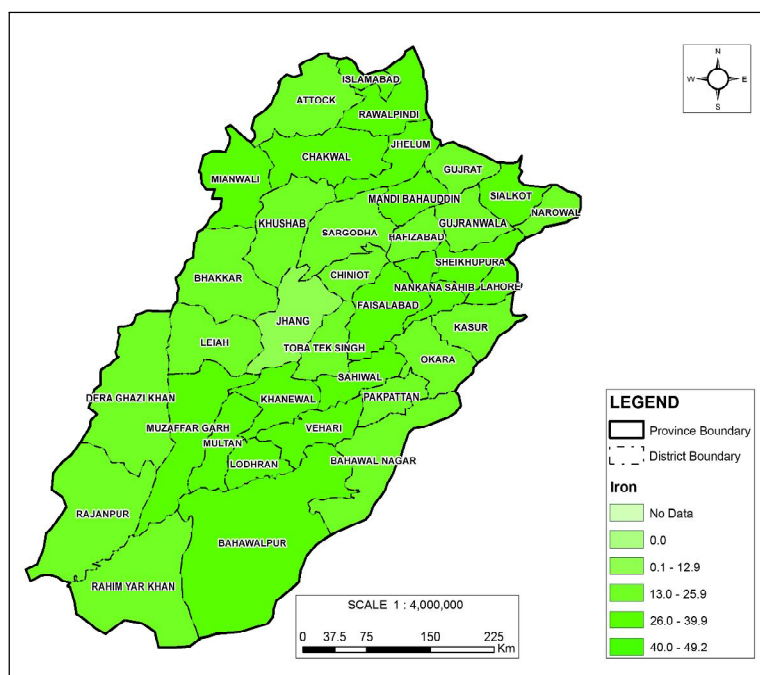 N
W E
S
ISLAMABAD
ATTOCK
RAWALPINDI
JHELUM
CHAKWAL
GUJRAT
MIANWALI
MANDI BAHAUDDIN
SIALKOT
NAROWAL
KHUSHAB
GUJRANWALA
SARGODHA
HAFIZABAD
SHEIKHUPURA
BHAKKAR
CHINIOT
NANKANA SAHIB
LAHORE
FAISALABAD
JHANG
KASUR
LEIAH
TOBA TEK SINGH
OKARA
SAHIWAL
DERA GHAZI KHAN
KHANEWAL
PAKPATTAN
MUZAFFAR GARH
VEHARI
MULTAN
LODHRAN
BAHAWAL NAGAR
RAJANPUR
BAHAWALPUR
RAHIM YAR KHAN
SCALE 1 : 4,000,000
0 37.5 75 150 225
Km
LEGEND
Province Boundary
District Boundary
Iron
No Data
0.0
0.1 - 12.9
13.0 - 25.9
26.0 - 39.9
40.0 - 49.2